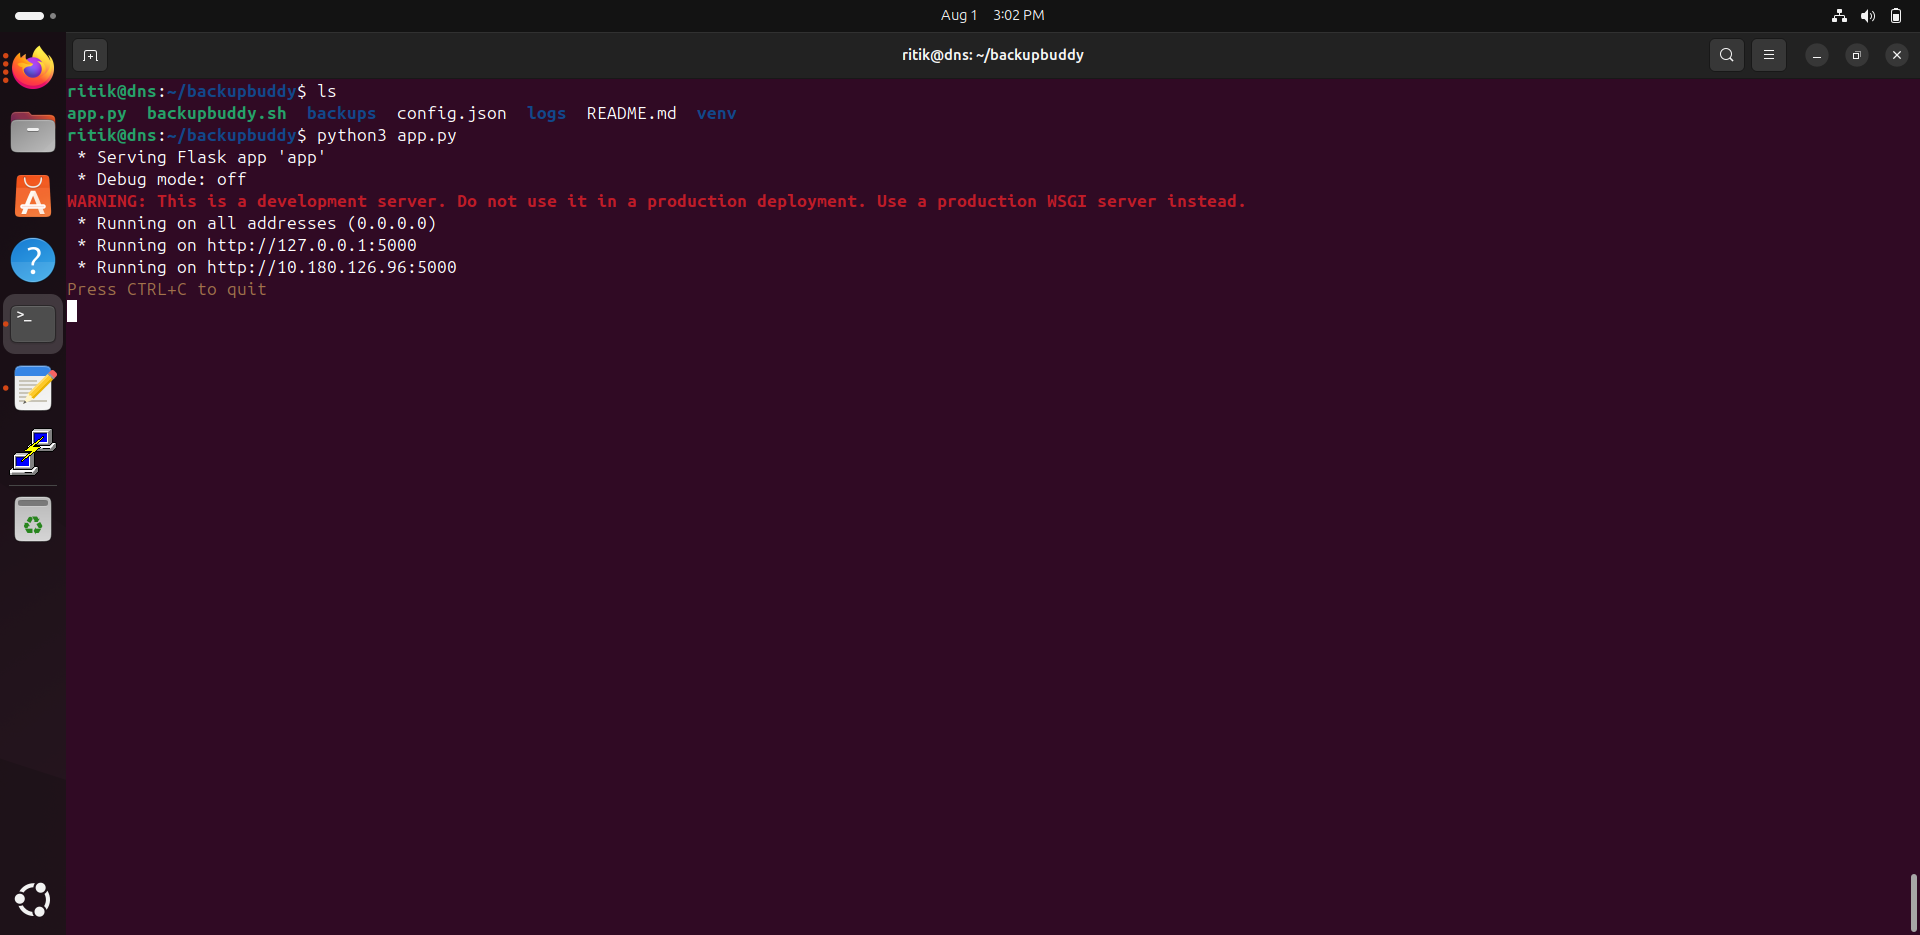 Aug 1 3:02 PM
ritik@dns: ~/backupbuddy
ritik@dns:~/backupbuddy$ ls
app.py backupbuddy.sh backups config.json logs README.md venv
ritik@dns:~/backupbuddy$ python3 app.py
* Serving Flask app 'app'
* Debug mode: off
WARNING: This is a development server. Do not use it in a production deployment. Use a production WSGI server instead.
* Running on all addresses (0.0.0.0)
* Running on http://127.0.0.1:5000
* Running on http://10.180.126.96:5000
Press CTRL+C to quit